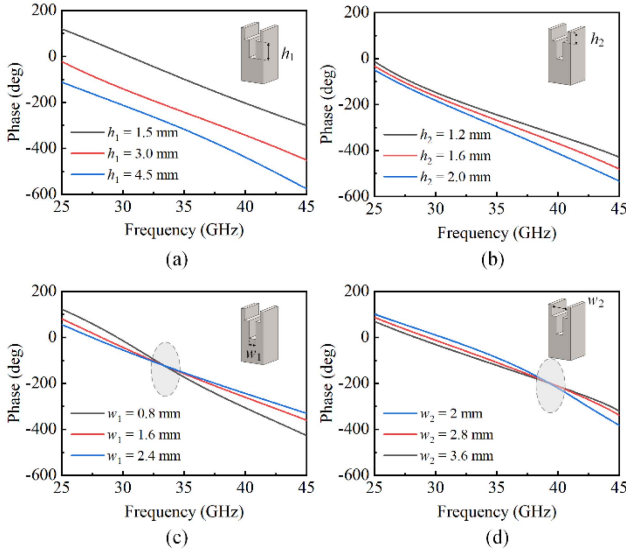 200
0
-200
-400
-600
Phase (deg)
h1
h1 = 1.5 mm
h1 = 3.0 mm
h1 = 4.5 mm
25 30 35 40 45
Frequency (GHz)
(a)
200
0
-200
-400
-600
Phase (deg)
h2
h2 = 1.2 mm
h2 = 1.6 mm
h2 = 2.0 mm
25 30 35 40 45
Frequency (GHz)
(b)
200
0
-200
-400
-600
Phase (deg)
w1
w1 = 0.8 mm
w1 = 1.6 mm
w1 = 2.4 mm
25 30 35 40 45
Frequency (GHz)
(c)
200
0
-200
-400
-600
Phase (deg)
w2
w2 = 2 mm
w2 = 2.8 mm
w2 = 3.6 mm
25 30 35 40 45
Frequency (GHz)
(d)